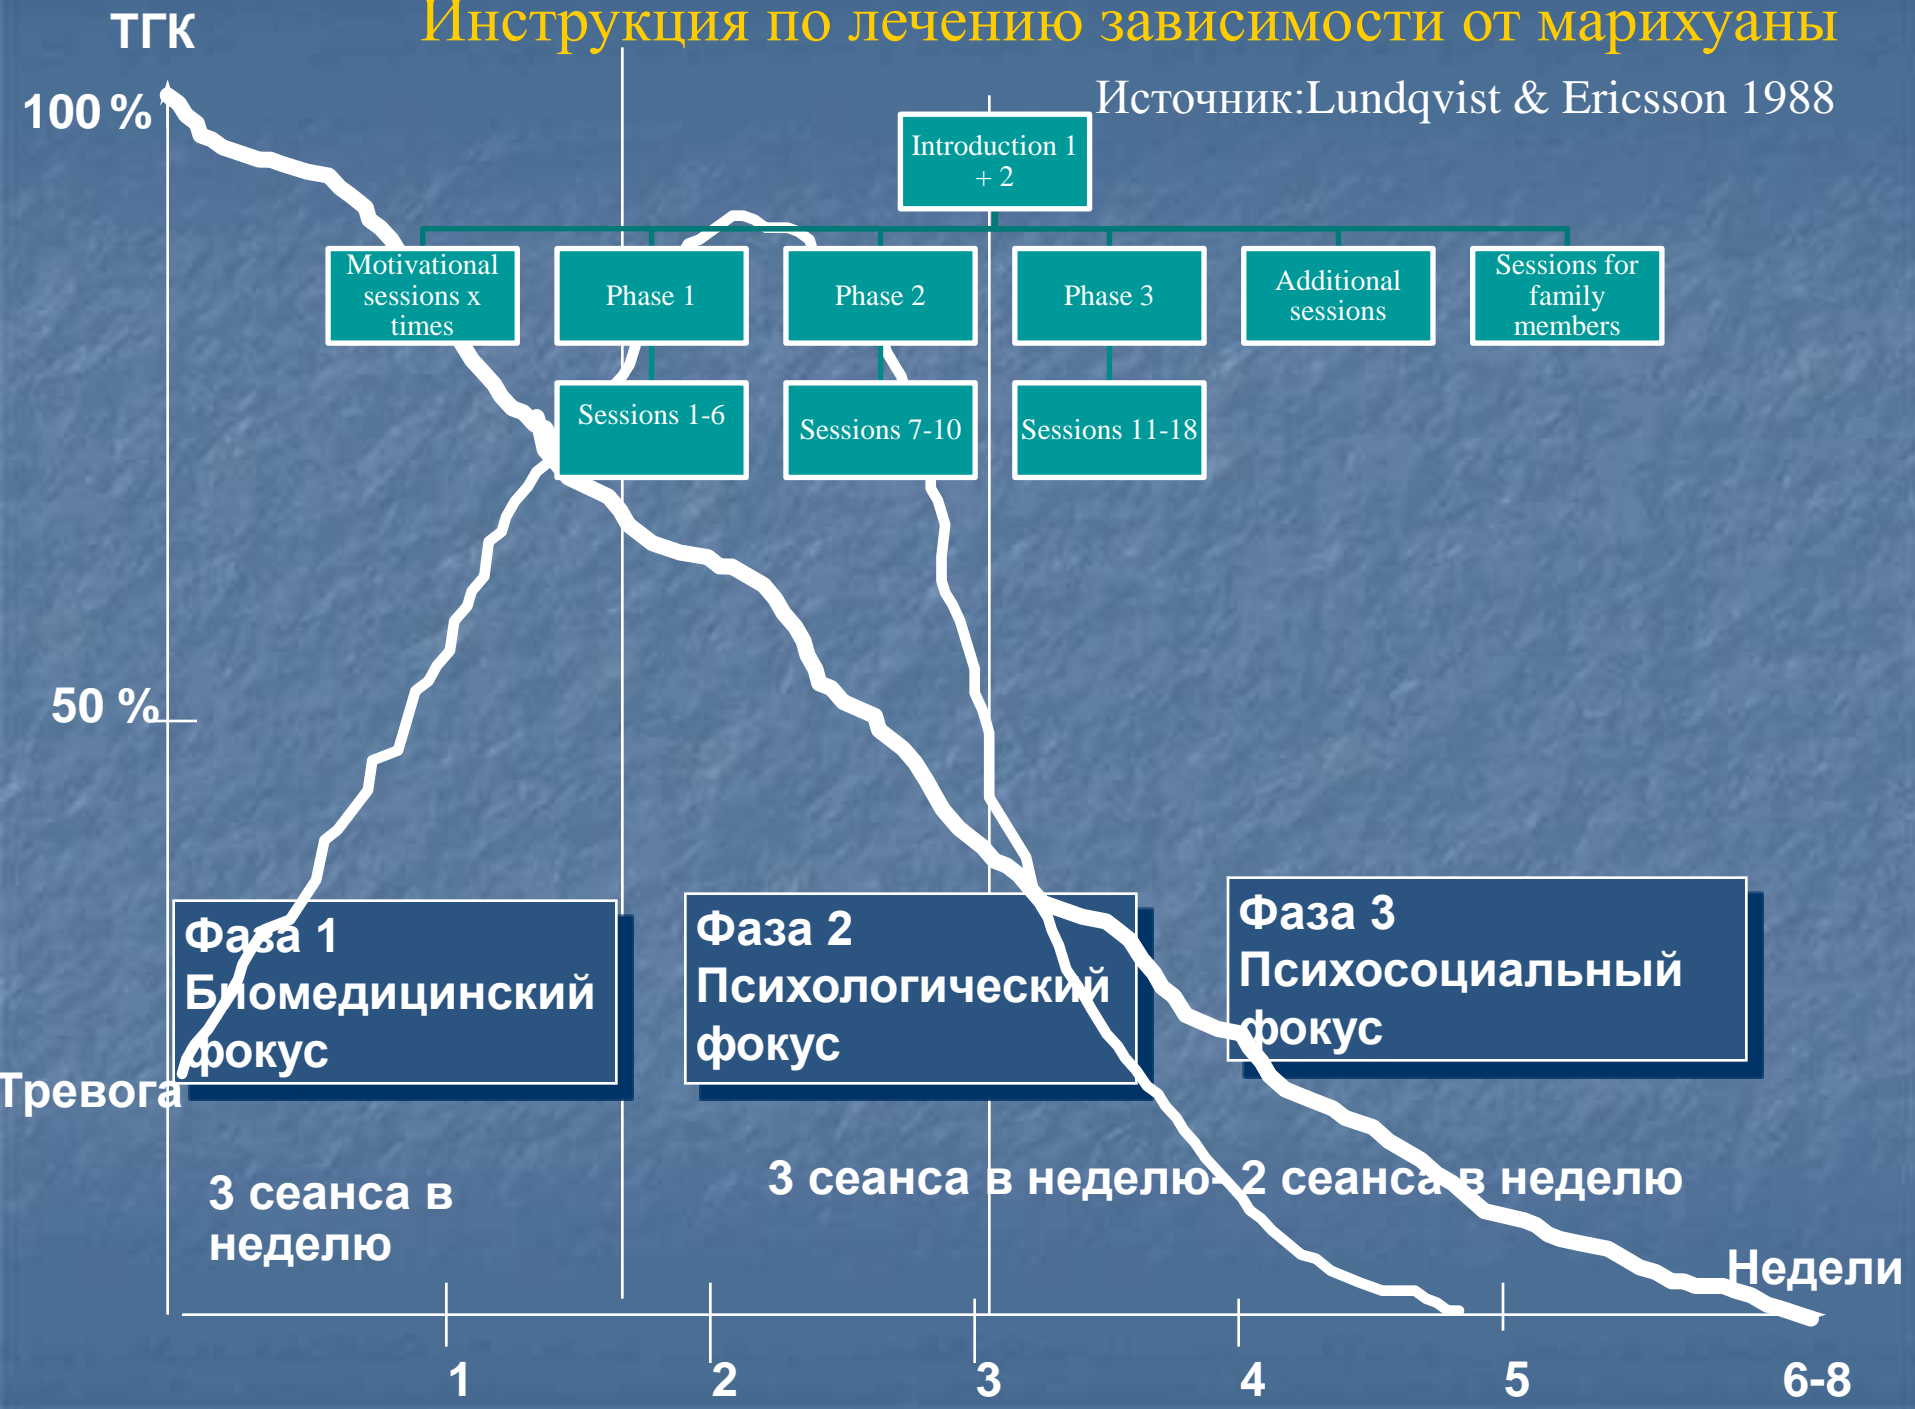 Инструкция по лечению зависимости от марихуаны
ТГК
Источник:Lundqvist & Ericsson 1988
100 %
Introduction 1
+ 2
Motivational
sessions x
times
Phase 1
Phase 2
Phase 3
Additional
sessions
Sessions for
family
members
Sessions 1-6
Sessions 7-10
Sessions 11-18
50 %
Фаза 1
Биомедицинский
фокус
Фаза 2
Психологический
фокус
Фаза 3
Психосоциальный
фокус
Тревога
3 сеанса в
неделю
3 сеанса в неделю- 2 сеанса в неделю
Недели
1
2
3
4
5
6-8